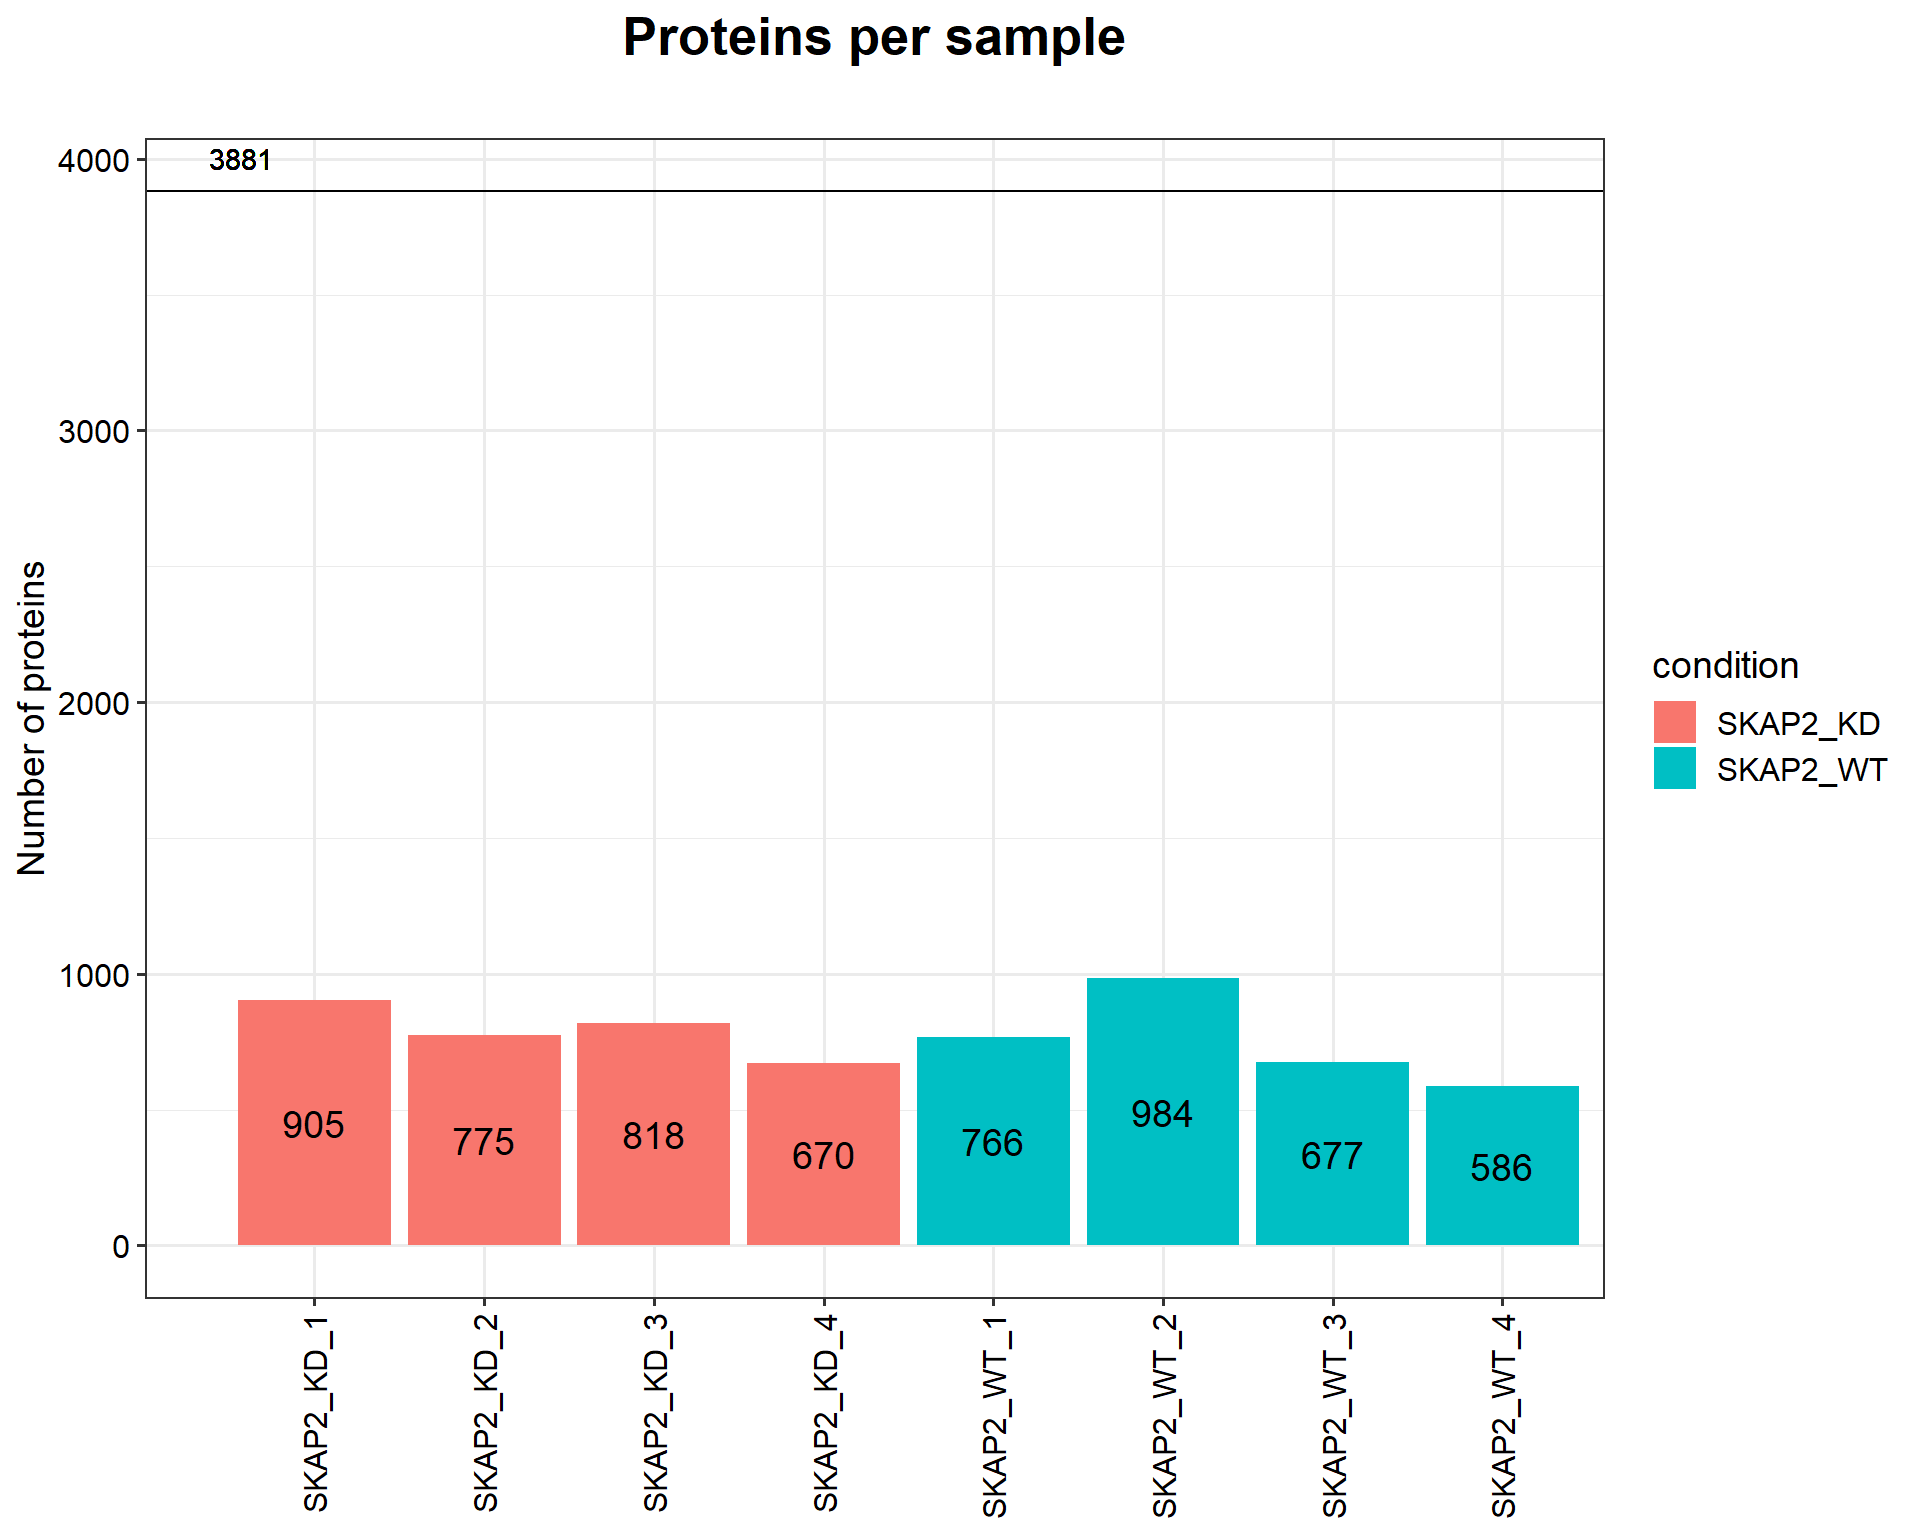 Proteins per sample
4000
3881
3000
2000
1000
0
Number of proteins
905
775
818
670
766
984
677
586
SKAP2_KD_1
SKAP2_KD_2
SKAP2_KD_3
SKAP2_KD_4
SKAP2_WT_1
SKAP2_WT_2
SKAP2_WT_3
SKAP2_WT_4
condition
SKAP2_KD
SKAP2_WT